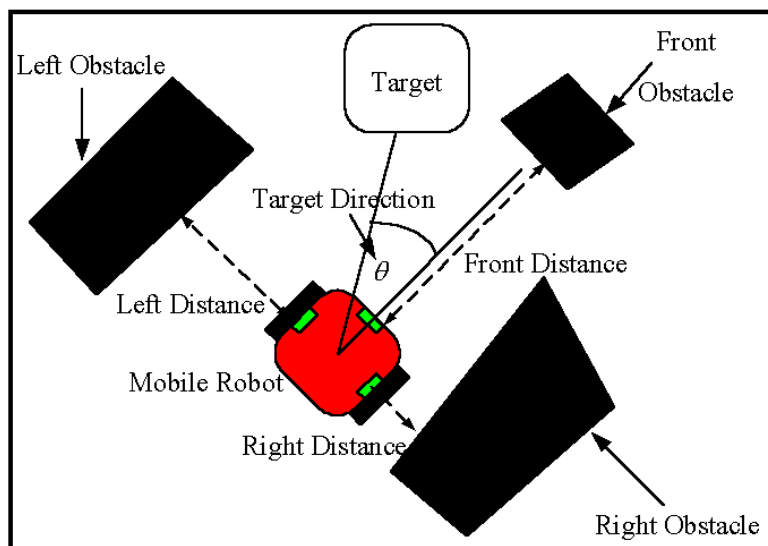 Left Obstacle
Target
Front
Obstacle
Target Direction
θ
Front Distance
Left Distance
Mobile Robot
Right Distance
Right Obstacle